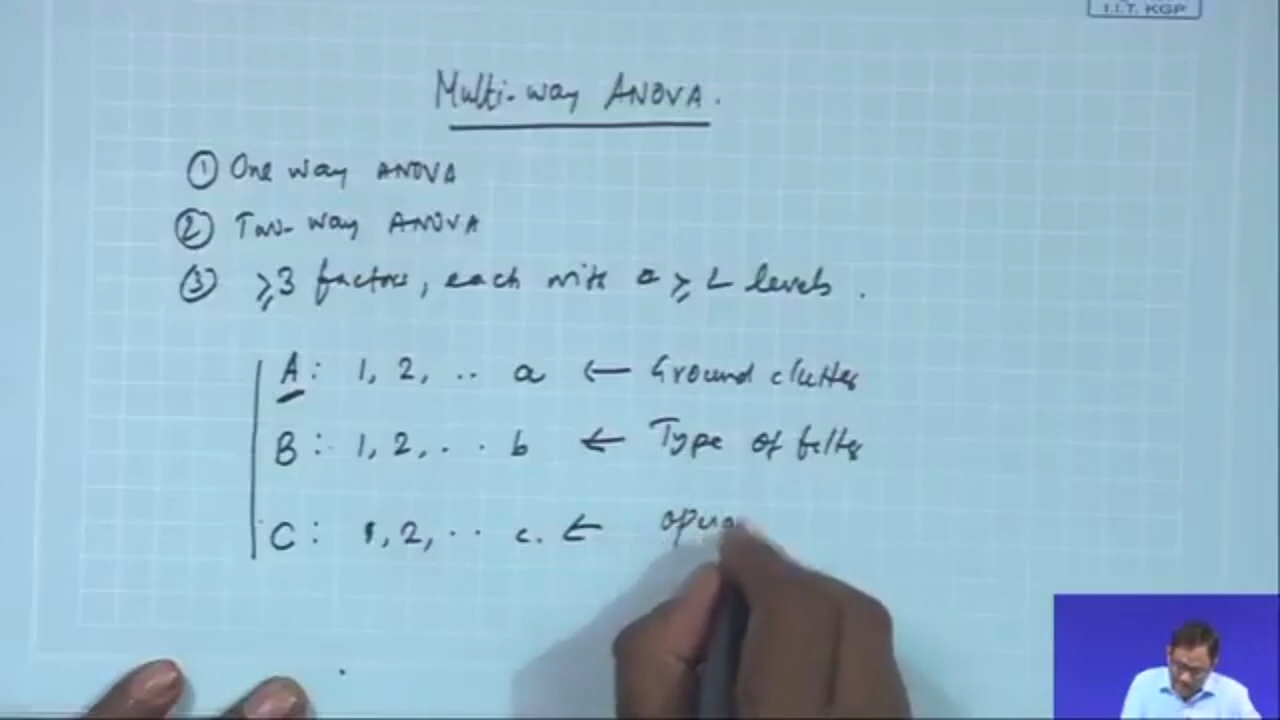 I.I.T. KGP
Multi-way ANOVA.
① One way ANOVA
② Two-way ANOVA
③ ≥3 factors, each with a ≥ 2 levels.
A: 1, 2, .. a ← Ground clutter
B: 1, 2, .. b ← Type of filter
C: 1, 2, .. c. ← opera